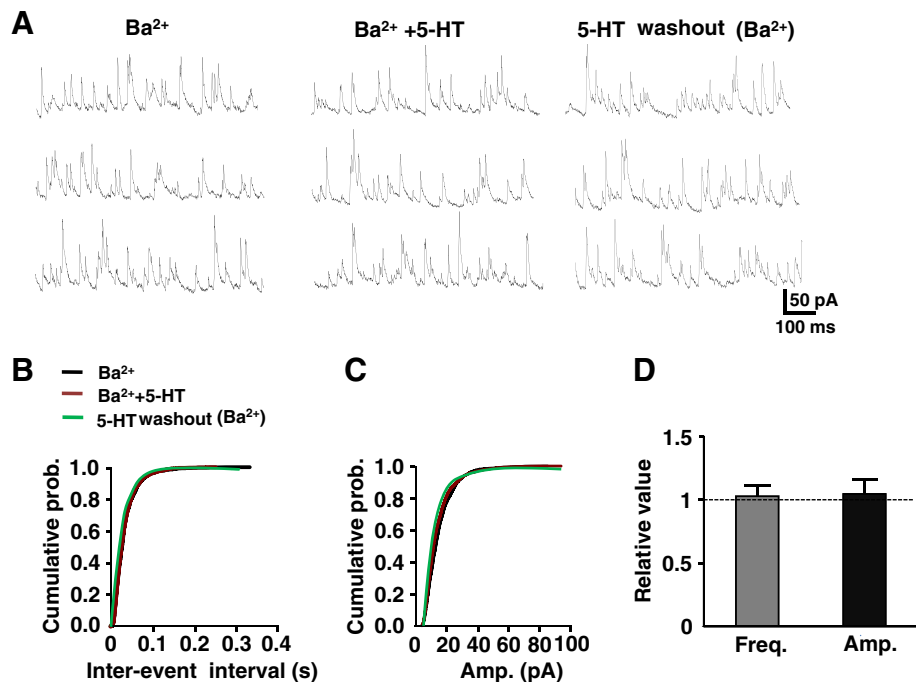 A
Ba²⁺
Ba²⁺ +5-HT
5-HT washout (Ba²⁺)
50 pA
100 ms
B
Ba²⁺
Ba²⁺+5-HT
5-HT washout (Ba²⁺)
Cumulative prob.
1.0
0.8
0.6
0.4
0.2
0.0
0
0.1
0.2
0.3
0.4
Inter-event interval (s)
C
Cumulative prob.
1.0
0.8
0.6
0.4
0.2
0.0
0
20
40
60
80
100
Amp. (pA)
D
Relative value
1.5
1
0.5
0
Freq.
Amp.